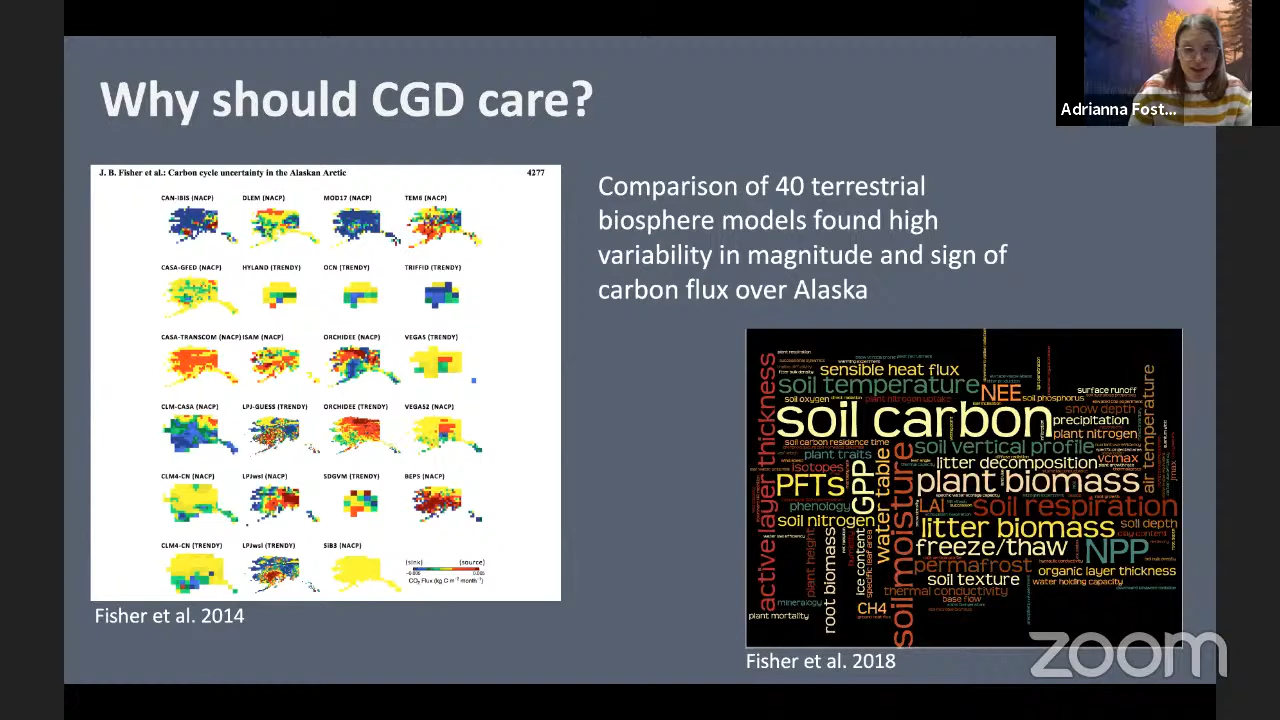 Why should CGD care?
Adrianna Fost...
J. B. Fisher et al.: Carbon cycle uncertainty in the Alaskan Arctic 4277
CAN-IBIS (NACP) DLEM (NACP) MOD17 (NACP) TEM6 (NACP)
CASA-GFED (NACP) HYLAND (TRENDY) OCN (TRENDY) TRIFFID (TRENDY)
CASA-TRANSCOM (NACP) ISAM (NACP) ORCHIDEE (NACP) VEGAS (TRENDY)
CLM-CASA (NACP) LPJ-GUESS (TRENDY) ORCHIDEE (TRENDY) VEGAS2 (TRENDY)
CLM4-CN (NACP) LPJwsl (NACP) SDGVM (TRENDY) BEPS (NACP)
CLM4-CN (TRENDY) LPJwsl (TRENDY) SiB3 (NACP)
(sink) (source)
-0.005 0.005
CO₂ Flux (kg C m⁻² month⁻¹)
Fisher et al. 2014
Comparison of 40 terrestrial
biosphere models found high
variability in magnitude and sign of
carbon flux over Alaska
plant respiration
sensible heat flux
soil temperature
NEE
surface runoff
soil oxygen
plant nitrogen uptake
soil phosphorus
snow depth
soil carbon
precipitation
plant nitrogen
air temperature
active layer thickness
soil carbon residence time
soil vertical profile
plant traits
isotopes
litter decomposition
vcmax
PFTs
GPP
water table
plant biomass
phenology
LAI
soil respiration
soil nitrogen
litter biomass
soil depth
clay content
soil moisture
freeze/thaw
NPP
plant height
root biomass
ice content
specific leaf area
permafrost
organic layer thickness
soil texture
water holding capacity
thermal conductivity
mineralogy
CH4
base flow
plant mortality
Fisher et al. 2018
zoom